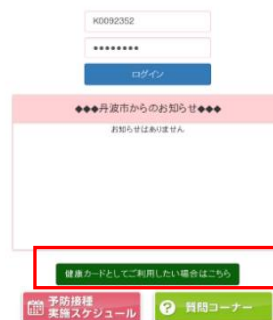 K0092352
••••••••
ログイン
◆◆◆丹波市からのお知らせ◆◆◆
お知らせはありません
健康カードとしてご利用したい場合はこちら
予防接種
実施スケジュール
? 質問コーナー